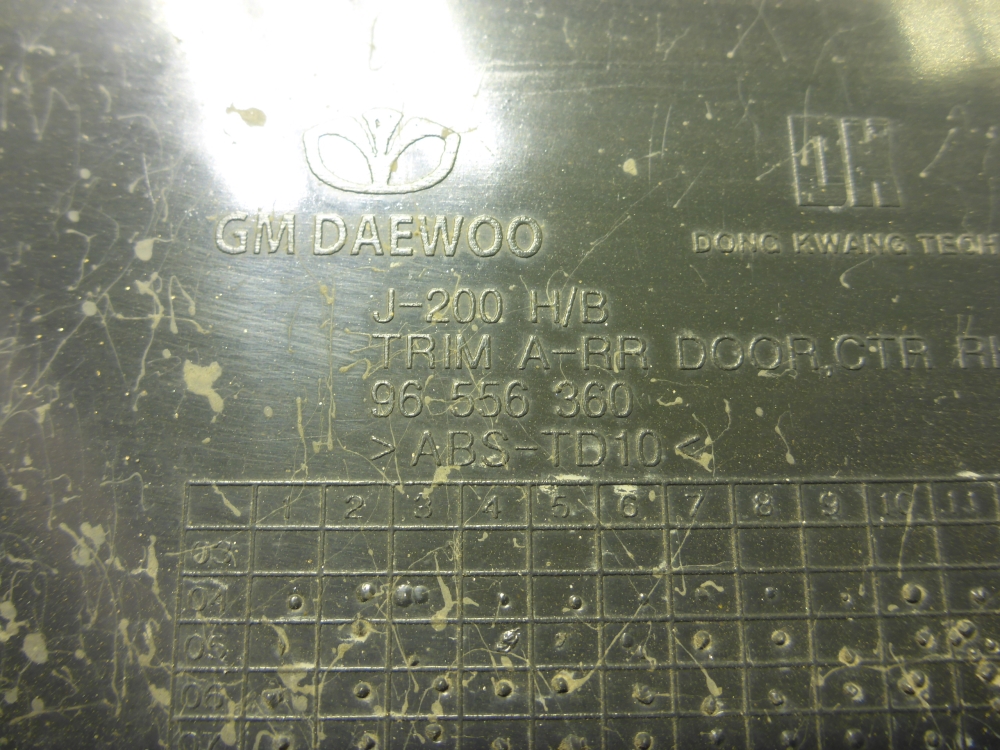 GM DAEWOO
DONG KWANG TECH
J-200 H/B
TRIM A-RR DOOR,CTR
96 556 360
>ABS-TD10<
1 2 3 4 5 6 7 8 9 10 11
04
05
06
07